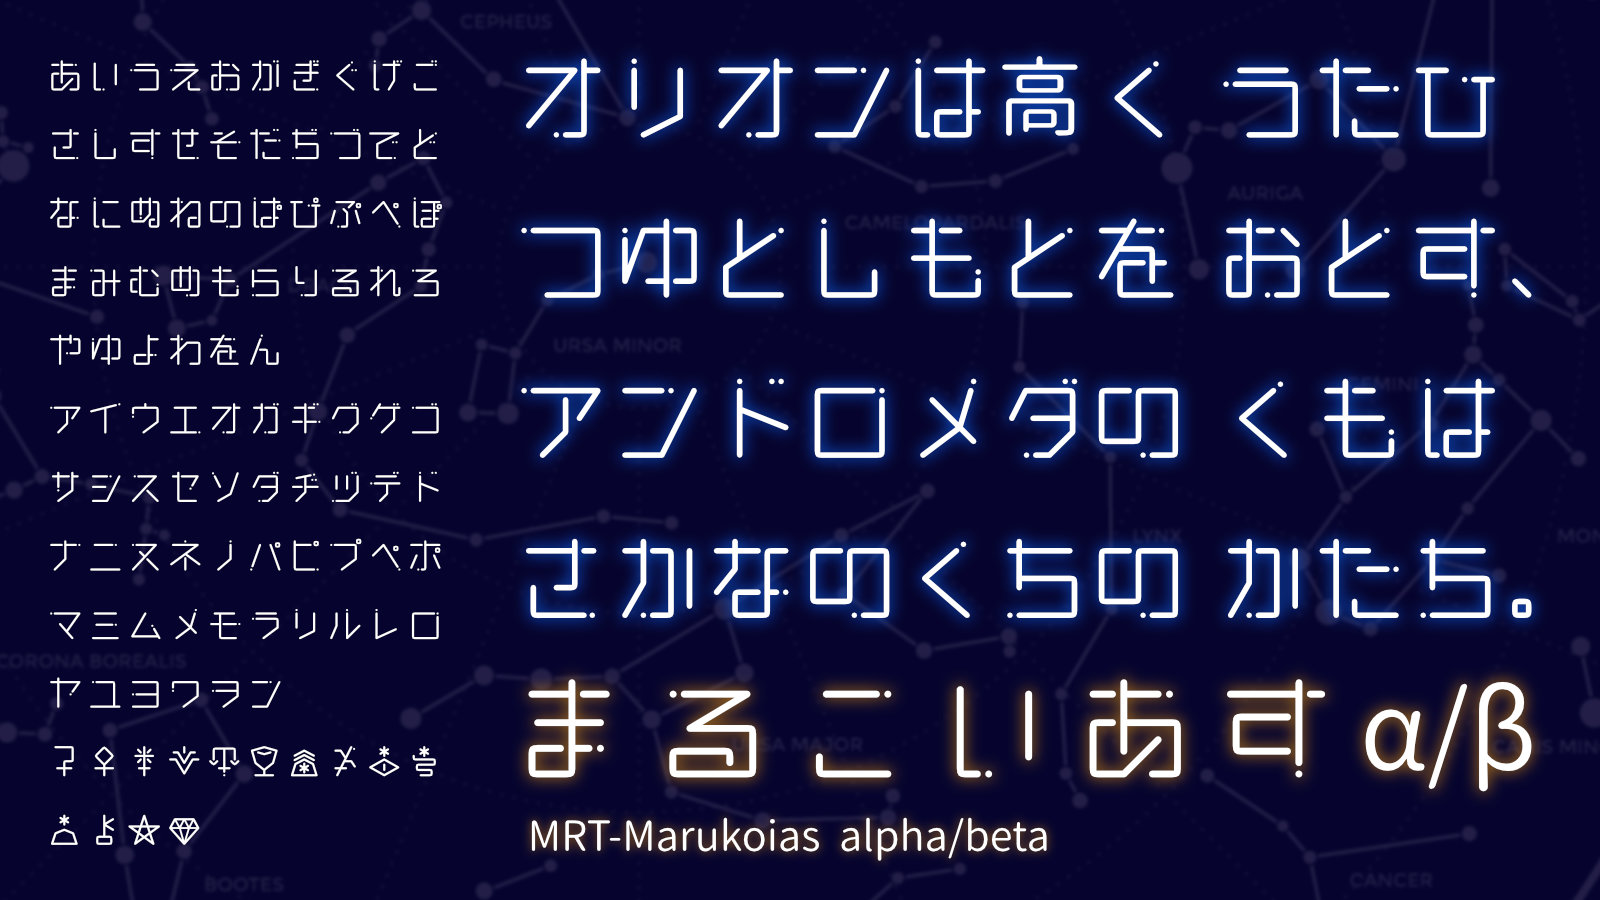 あいうえおがぎぐげご
さしすせそだぢづでど
なにぬねのぱぴぷぺぽ
まみむめもらりるれろ
やゆよわをん
アイウエオガギグゲゴ
サシスセソダヂヅデド
ナニヌネノパピプペポ
マミムメモラリルレロ
ヤユヨワヲン
オリオンは高く うたひ
つゆとしもとを おとす、
アンドロメダの くもは
さかなのくちの かたち。
まるこいあす α/β
MRT-Marukoias alpha/beta
CEPHEUS
AURIGA
CAMELOPARDALIS
URSA MINOR
GEMINI
LYNX
CORONA BOREALIS
BOOTES
CANCER